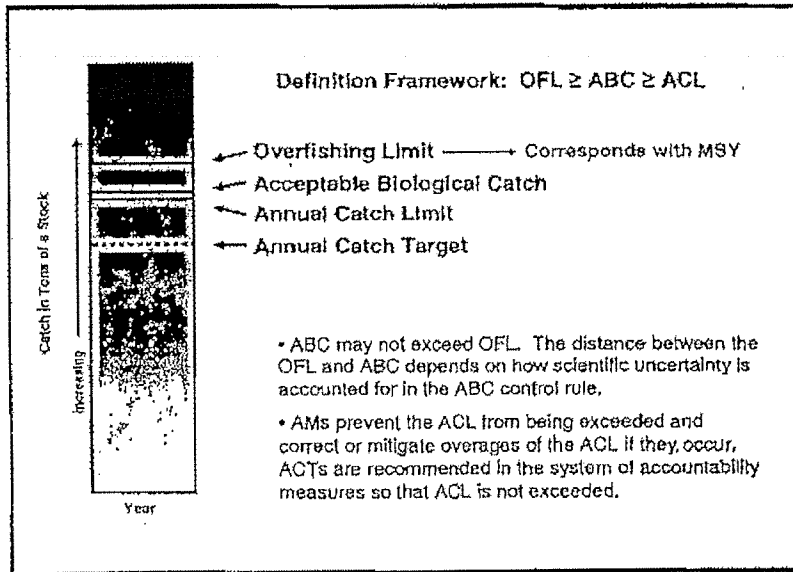 Definition Framework: OFL ≥ ABC ≥ ACL
Overfishing Limit
Corresponds with MSY
Acceptable Biological Catch
Annual Catch Limit
Annual Catch Target
Catch in Tons of a Stock
Increasing
Year
• ABC may not exceed OFL. The distance between the
OFL and ABC depends on how scientific uncertainty is
accounted for in the ABC control rule.
• AMs prevent the ACL from being exceeded and
correct or mitigate overages of the ACL if they occur.
ACTs are recommended in the system of accountability
measures so that ACL is not exceeded.